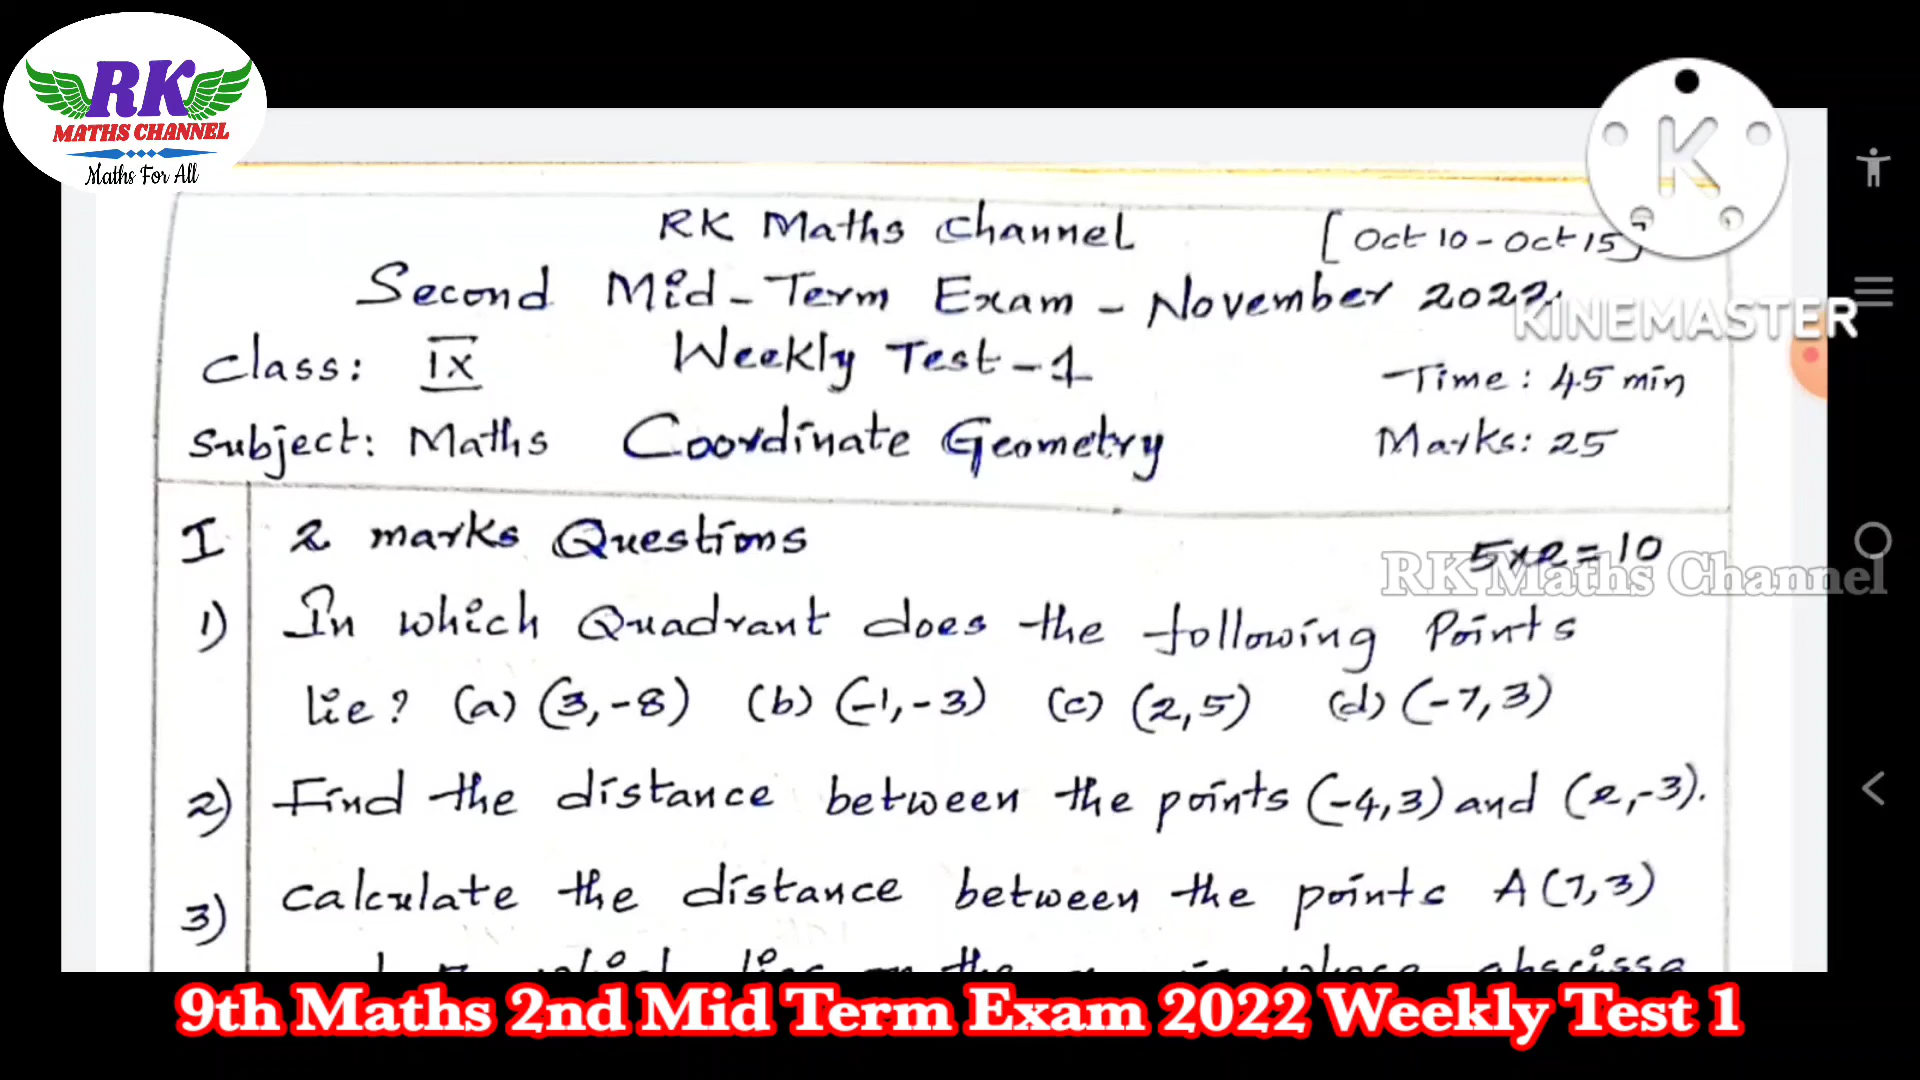 RK
MATHS CHANNEL
Maths For All
K
RK Maths Channel [Oct 10 - Oct 15]
Second Mid-Term Exam - November 2022.
KINEMASTER
Class: IX Weekly Test-1 Time: 45 min
Subject: Maths Coordinate Geometry Marks: 25
I 2 marks Questions 5x2=10
RK Maths Channel
1) In which Quadrant does the following Points
lie? (a) (3,-8) (b) (-1,-3) (c) (2,5) (d) (-7,3)
2) Find the distance between the points (-4,3) and (2,-3).
3) Calculate the distance between the points A(7,3)
9th Maths 2nd Mid Term Exam 2022 Weekly Test 1